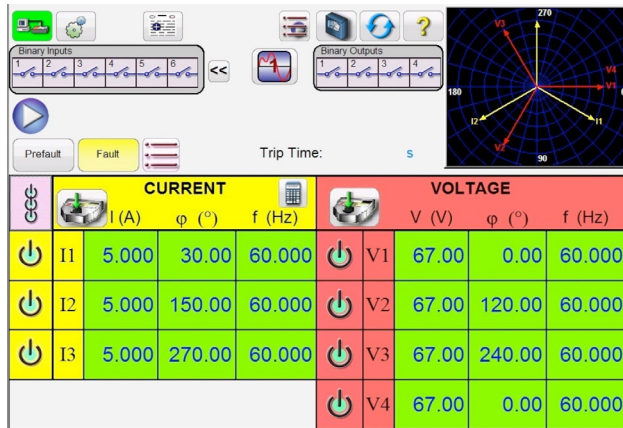 Binary Inputs
1 2 3 4 5 6
<<
Binary Outputs
1 2 3 4
?
270
V3
V4
V1
180
I2
I1
V2
90
Prefault
Fault
Trip Time:
s
CURRENT
VOLTAGE
I (A) φ (°) f (Hz)
V (V) φ (°) f (Hz)
I1 5.000 30.00 60.000 V1 67.00 0.00 60.000
I2 5.000 150.00 60.000 V2 67.00 120.00 60.000
I3 5.000 270.00 60.000 V3 67.00 240.00 60.000
V4 67.00 0.00 60.000